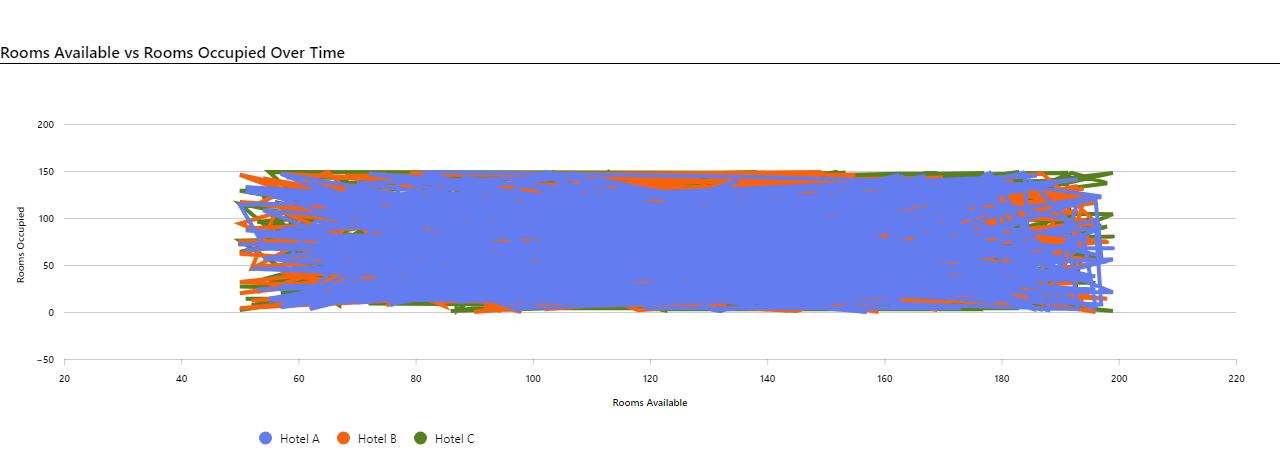 Rooms Available vs Rooms Occupied Over Time
200
150
100
50
0
−50
Rooms Occupied
20 40 60 80 100 120 140 160 180 200 220
Rooms Available
Hotel A Hotel B Hotel C